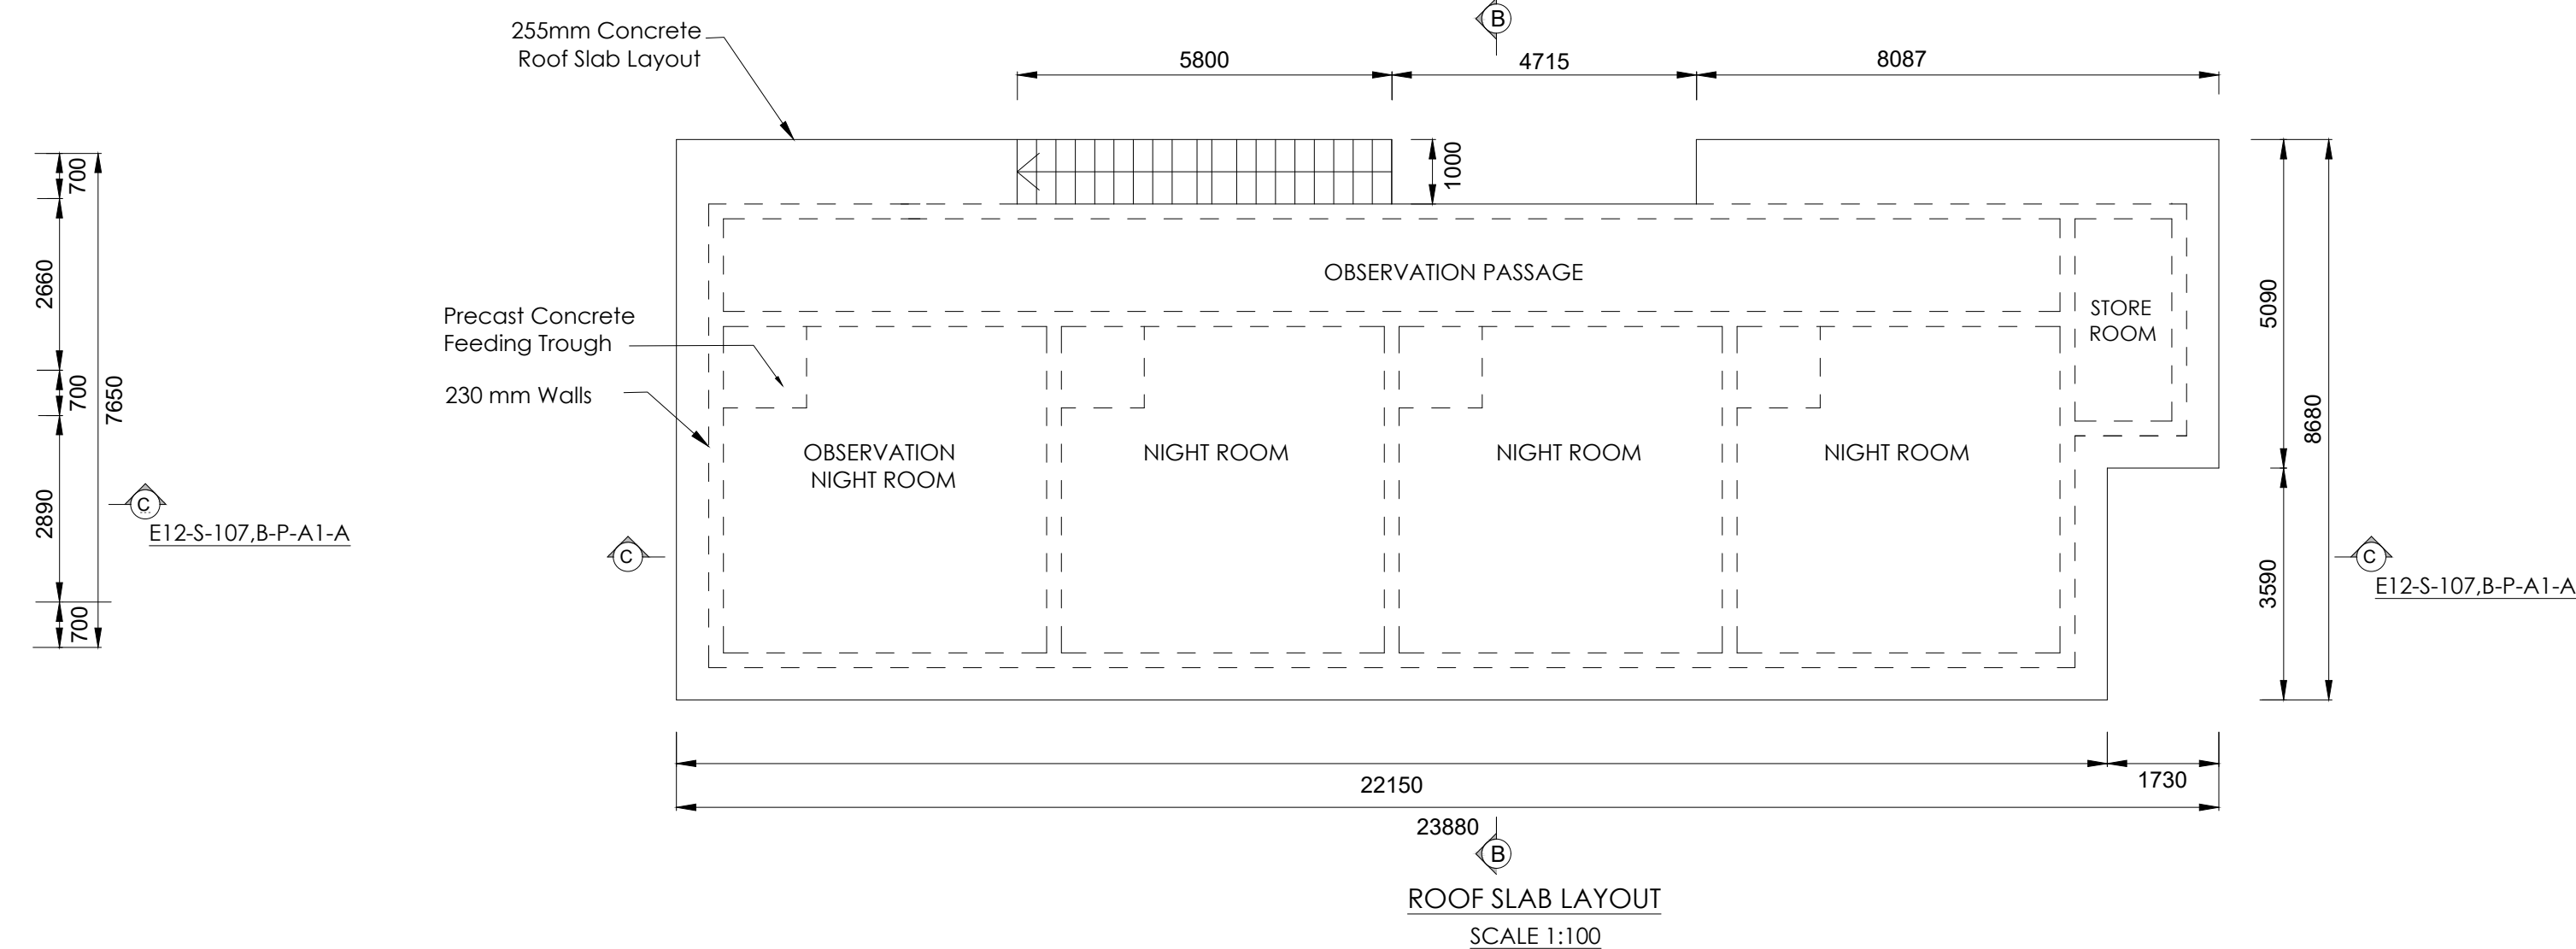 B
255mm Concrete
Roof Slab Layout
5800
4715
8087
1000
700
2660
700
7650
2890
700
C
E12-S-107,B-P-A1-A
OBSERVATION PASSAGE
STORE
ROOM
Precast Concrete
Feeding Trough
230 mm Walls
OBSERVATION
NIGHT ROOM
NIGHT ROOM
NIGHT ROOM
NIGHT ROOM
C
5090
8680
3590
C
E12-S-107,B-P-A1-A
22150
1730
23880
B
ROOF SLAB LAYOUT
SCALE 1:100